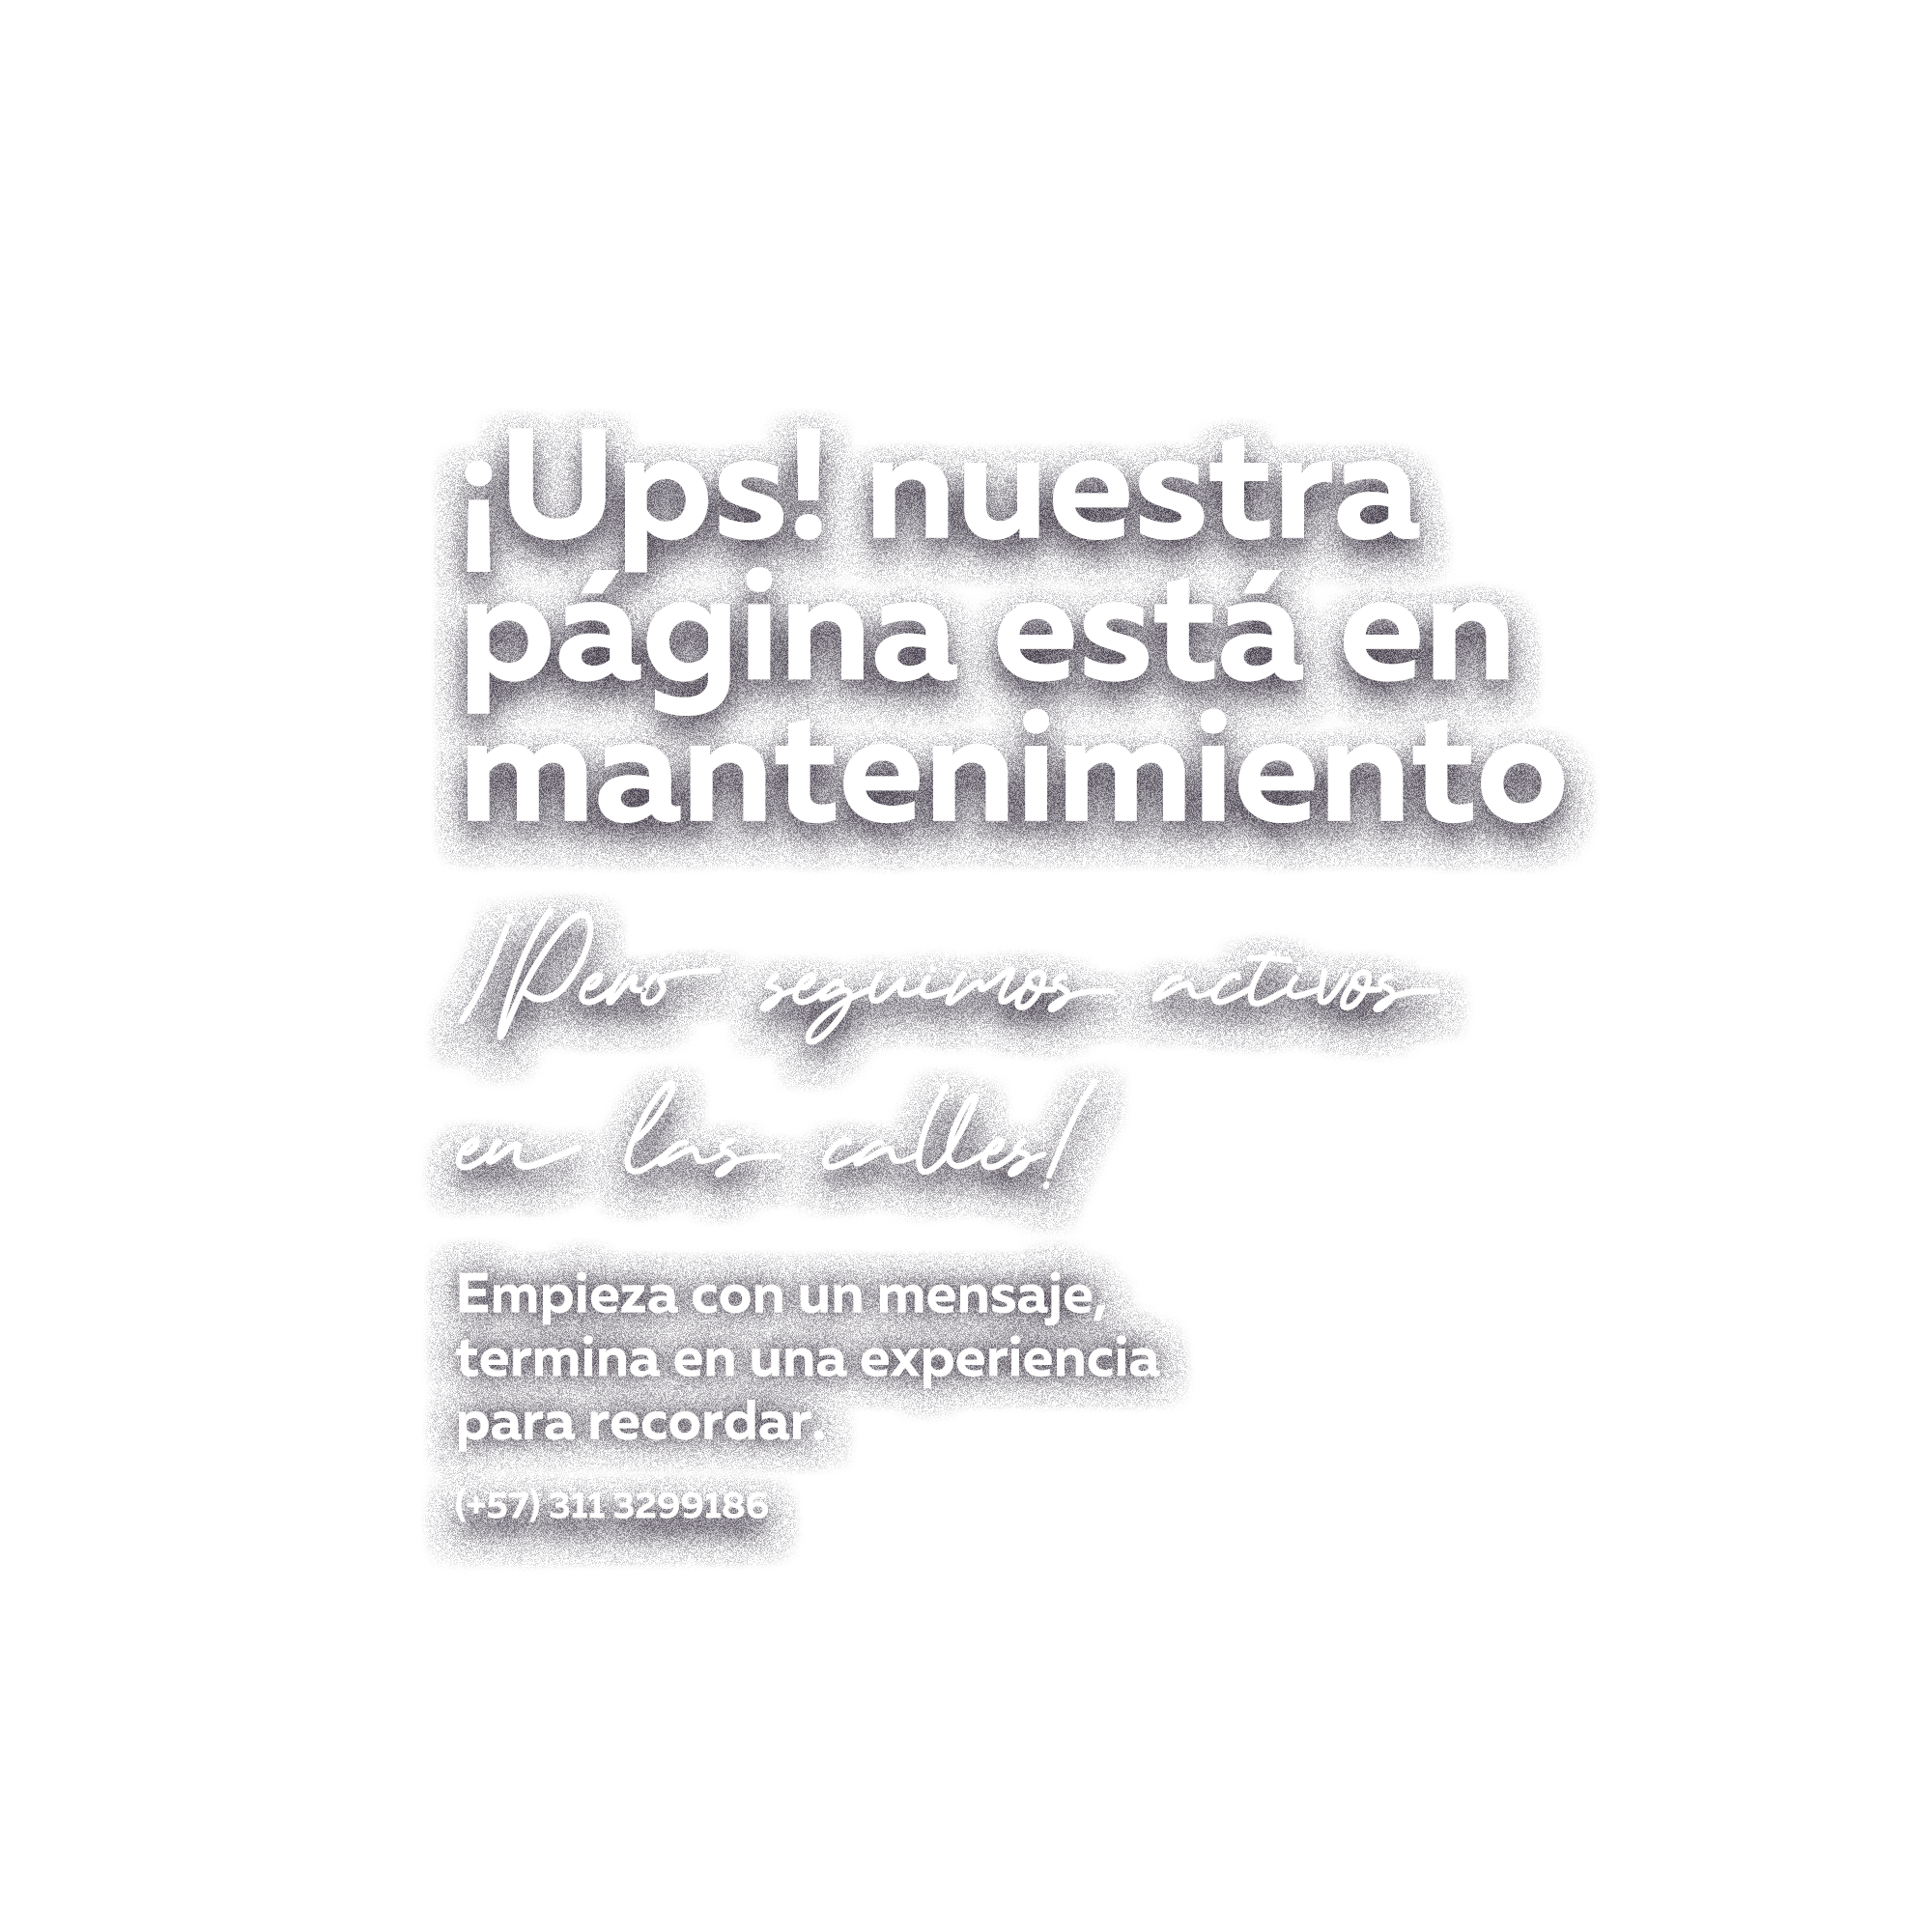 ¡Ups! nuestra
página está en
mantenimiento
¡Pero seguimos activos
en las calles!
Empieza con un mensaje,
termina en una experiencia
para recordar.
(+57) 311 3299186